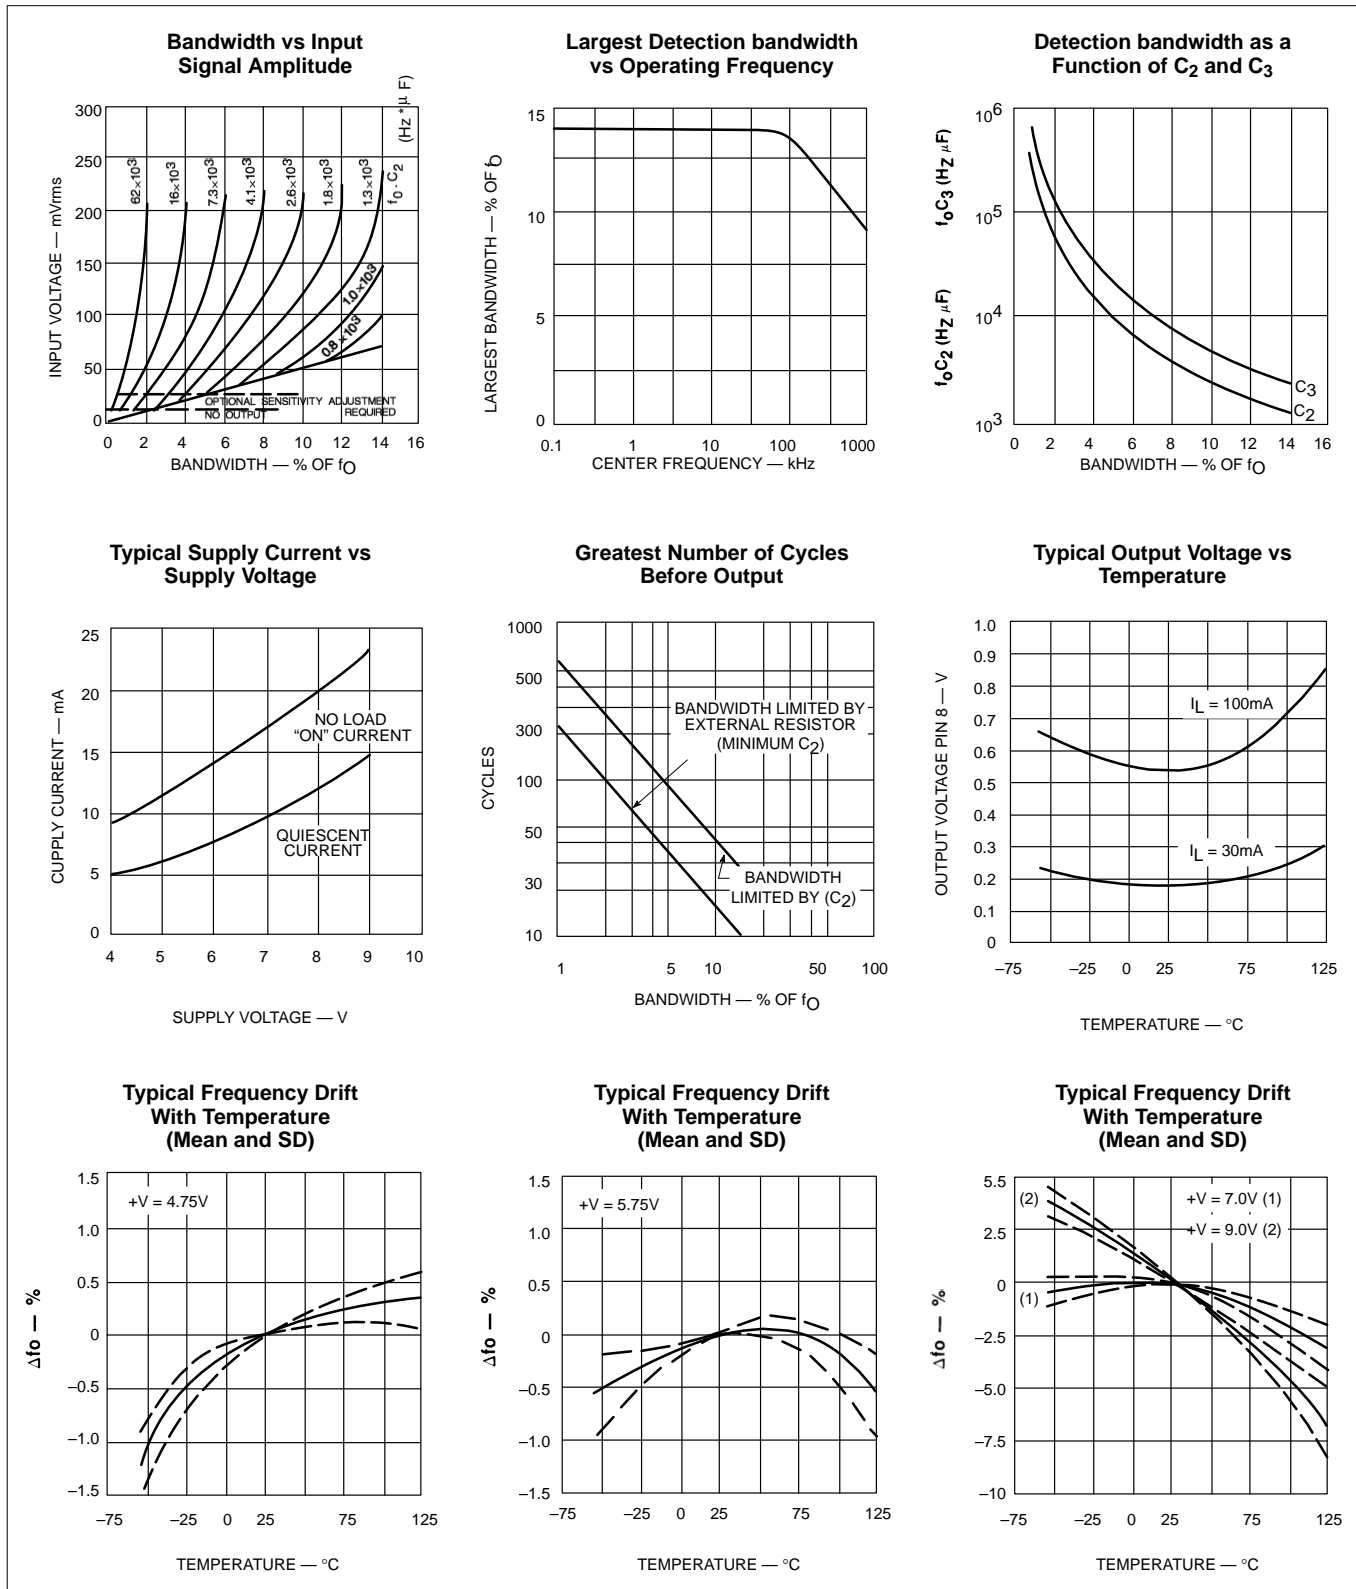 Bandwidth vs Input
Signal Amplitude
300
250
200
150
100
50
0
INPUT VOLTAGE — mVrms
62×10³
16×10³
7.3×10³
4.1×10³
2.6×10³
1.8×10³
1.3×10³
fO · C2
(Hz * μ F)
1.0×10³
0.8×10³
OPTIONAL SENSITIVITY ADJUSTMENT
REQUIRED
NO OUTPUT
0 2 4 6 8 10 12 14 16
BANDWIDTH — % OF fO
Largest Detection bandwidth
vs Operating Frequency
15
10
5
0
LARGEST BANDWIDTH — % OF fO
0.1 1 10 100 1000
CENTER FREQUENCY — kHz
Detection bandwidth as a
Function of C2 and C3
10⁶
10⁵
10⁴
10³
foC3 (HZ μF)
foC2 (HZ μF)
C3
C2
0 2 4 6 8 10 12 14 16
BANDWIDTH — % OF fO
Typical Supply Current vs
Supply Voltage
25
20
15
10
5
0
CUPPLY CURRENT — mA
NO LOAD
“ON” CURRENT
QUIESCENT
CURRENT
4 5 6 7 8 9 10
SUPPLY VOLTAGE — V
Greatest Number of Cycles
Before Output
1000
500
300
100
50
30
10
CYCLES
BANDWIDTH LIMITED BY
EXTERNAL RESISTOR
(MINIMUM C2)
BANDWIDTH
LIMITED BY (C2)
1 5 10 50 100
BANDWIDTH — % OF fO
Typical Output Voltage vs
Temperature
1.0
0.9
0.8
0.7
0.6
0.5
0.4
0.3
0.2
0.1
0
OUTPUT VOLTAGE PIN 8 — V
IL = 100mA
IL = 30mA
–75 –25 0 25 75 125
TEMPERATURE — °C
Typical Frequency Drift
With Temperature
(Mean and SD)
1.5
1.0
0.5
0
–0.5
–1.0
–1.5
Δfo — %
+V = 4.75V
–75 –25 0 25 75 125
TEMPERATURE — °C
Typical Frequency Drift
With Temperature
(Mean and SD)
1.5
1.0
0.5
0
–0.5
–1.0
–1.5
Δfo — %
+V = 5.75V
–75 –25 0 25 75 125
TEMPERATURE — °C
Typical Frequency Drift
With Temperature
(Mean and SD)
5.5
2.5
0
–2.5
–5.0
–7.5
–10
Δfo — %
(2)
(1)
+V = 7.0V (1)
+V = 9.0V (2)
–75 –25 0 25 75 125
TEMPERATURE — °C